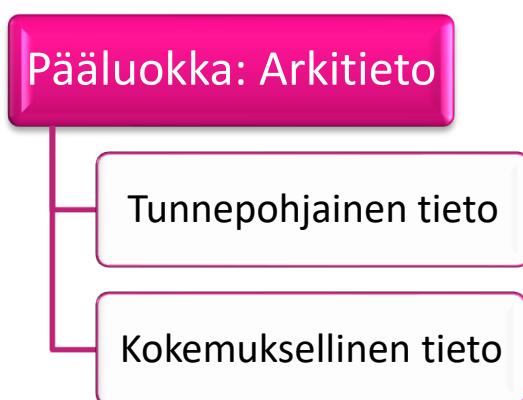 Pääluokka: Arkitieto
Tunnepohjainen tieto
Kokemuksellinen tieto